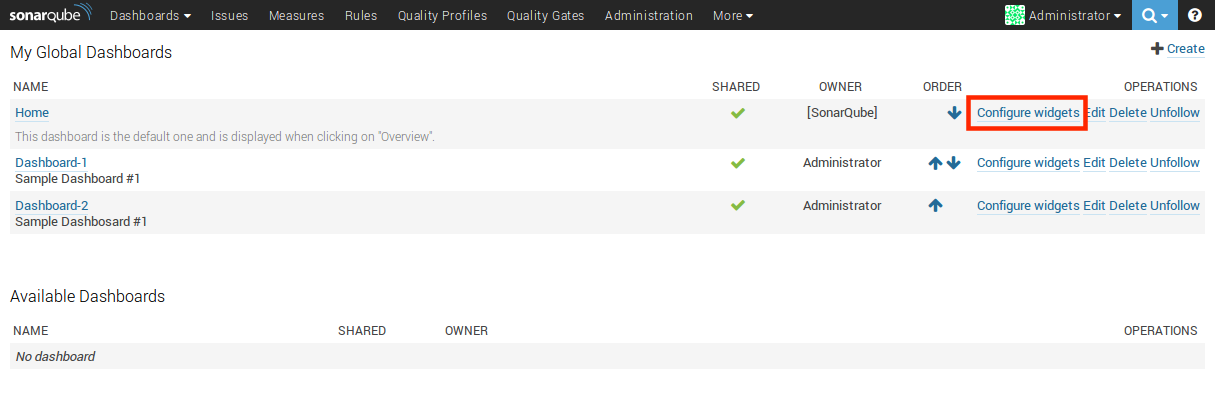 sonarqube Dashboards Issues Measures Rules Quality Profiles Quality Gates Administration More Administrator ?
My Global Dashboards Create
NAME SHARED OWNER ORDER OPERATIONS
Home [SonarQube] Configure widgets Edit Delete Unfollow
This dashboard is the default one and is displayed when clicking on "Overview".
Dashboard-1 Administrator Configure widgets Edit Delete Unfollow
Sample Dashboard #1
Dashboard-2 Administrator Configure widgets Edit Delete Unfollow
Sample Dashbosard #1
Available Dashboards
NAME SHARED OWNER OPERATIONS
No dashboard